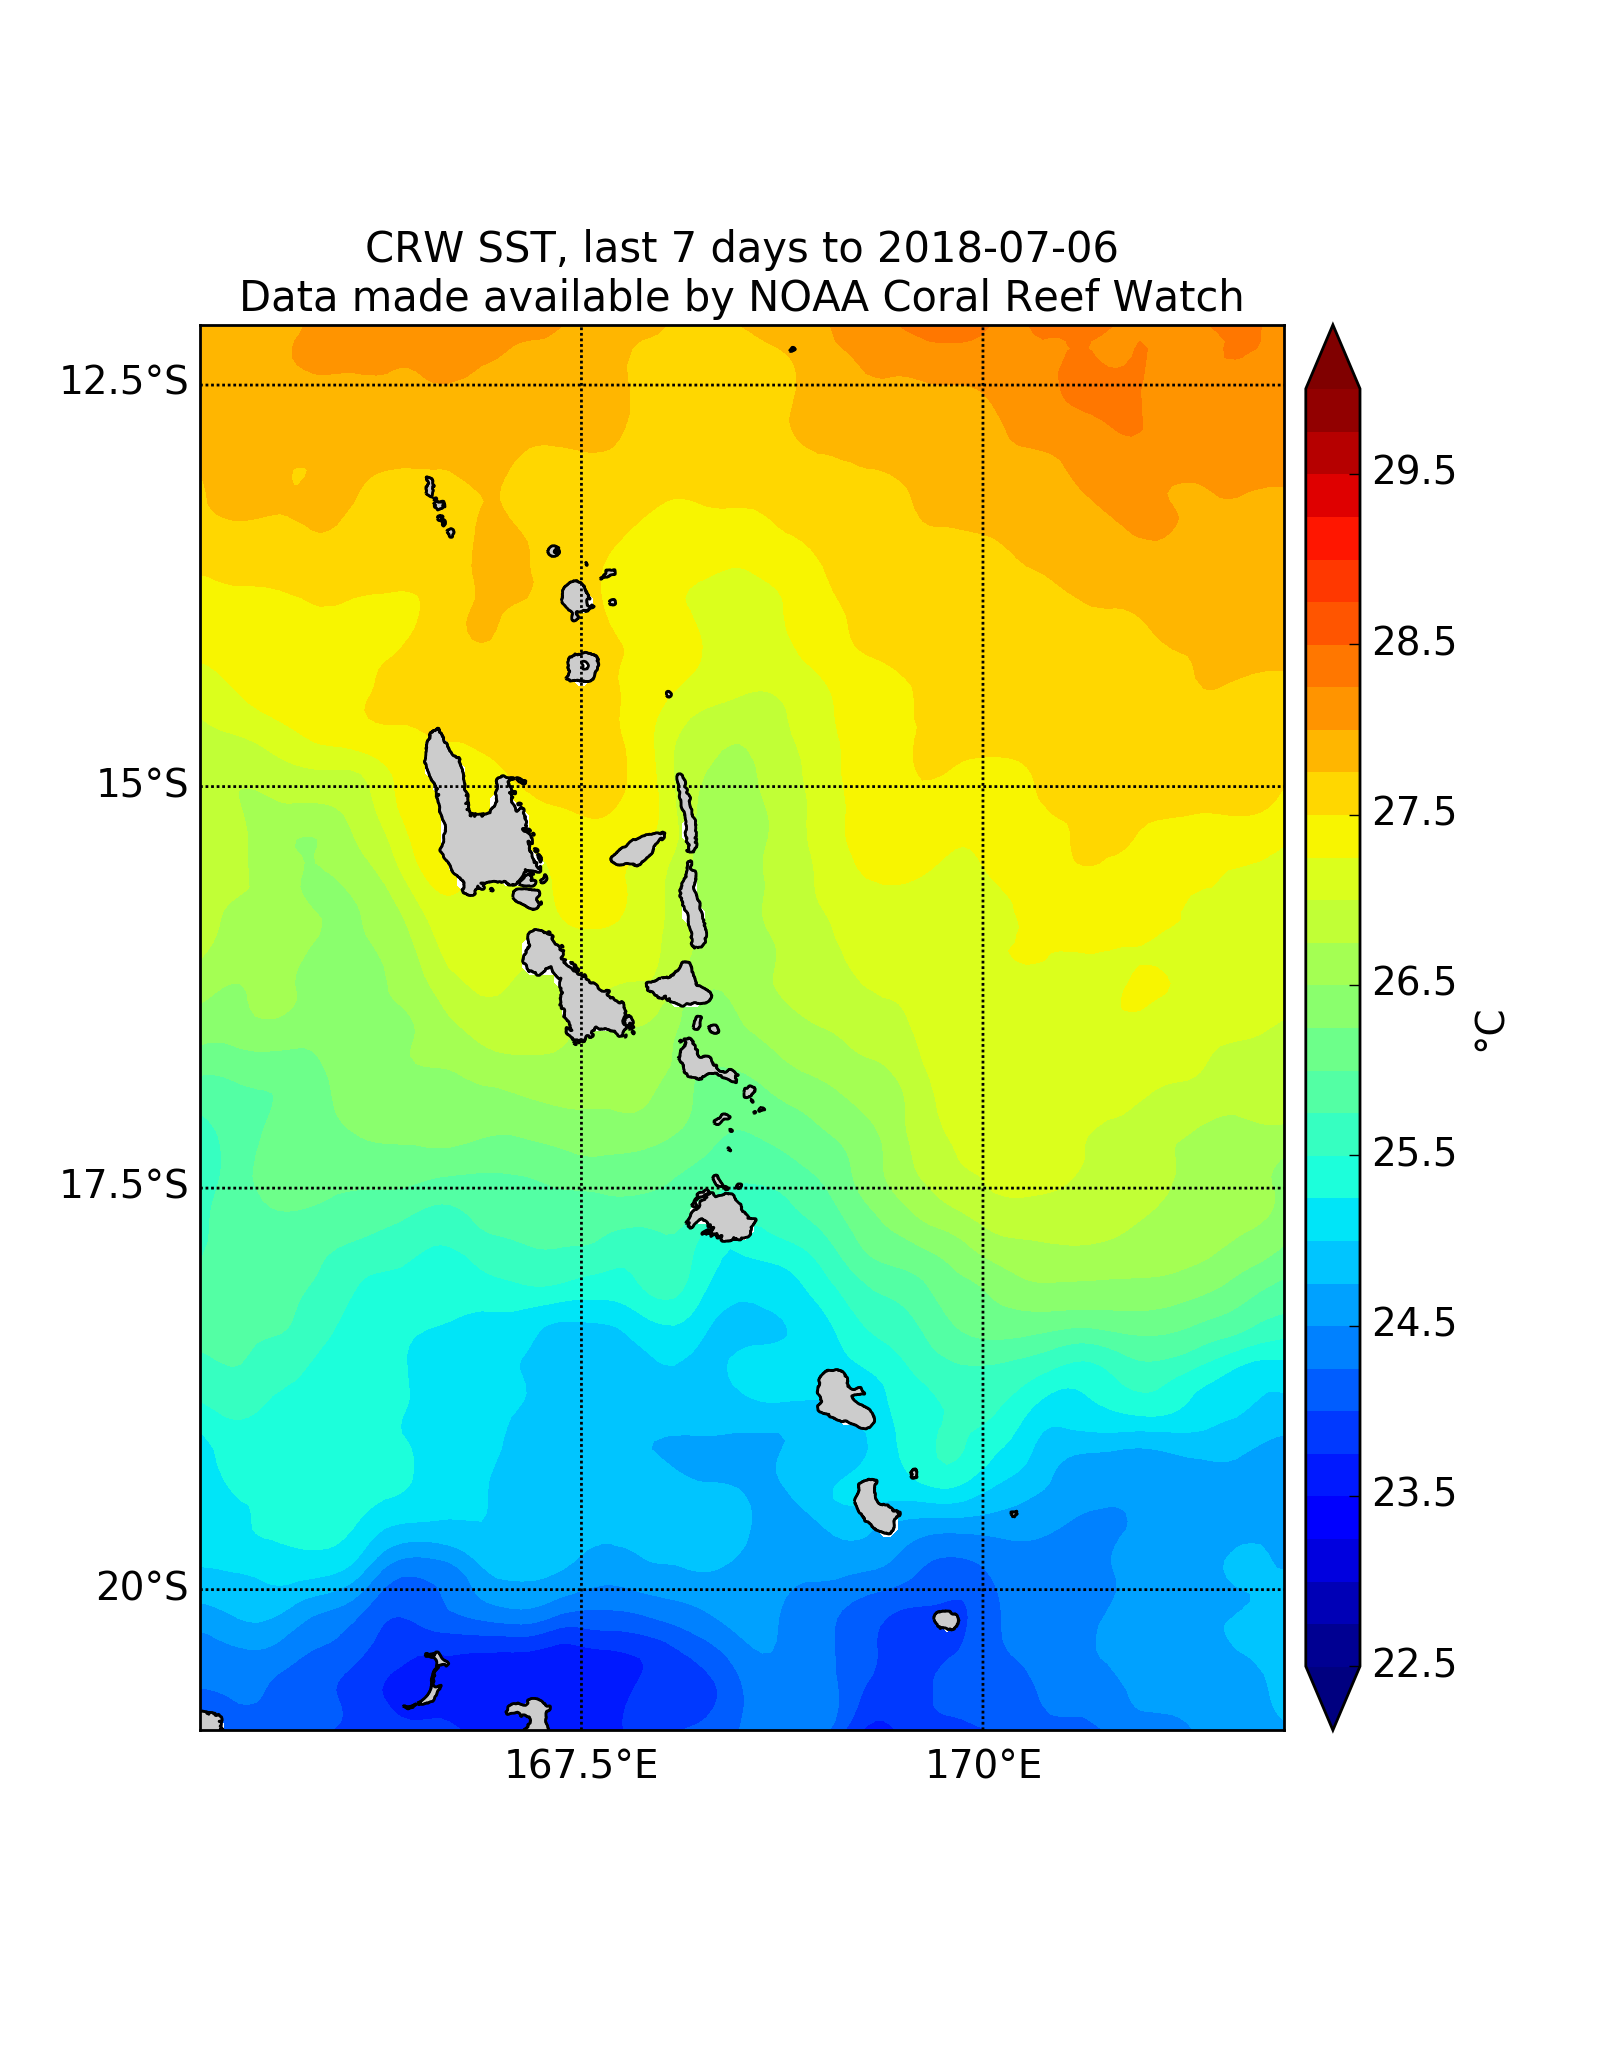 CRW SST, last 7 days to 2018-07-06
Data made available by NOAA Coral Reef Watch
12.5°S
15°S
17.5°S
20°S
167.5°E
170°E
29.5
28.5
27.5
26.5
25.5
24.5
23.5
22.5
°C